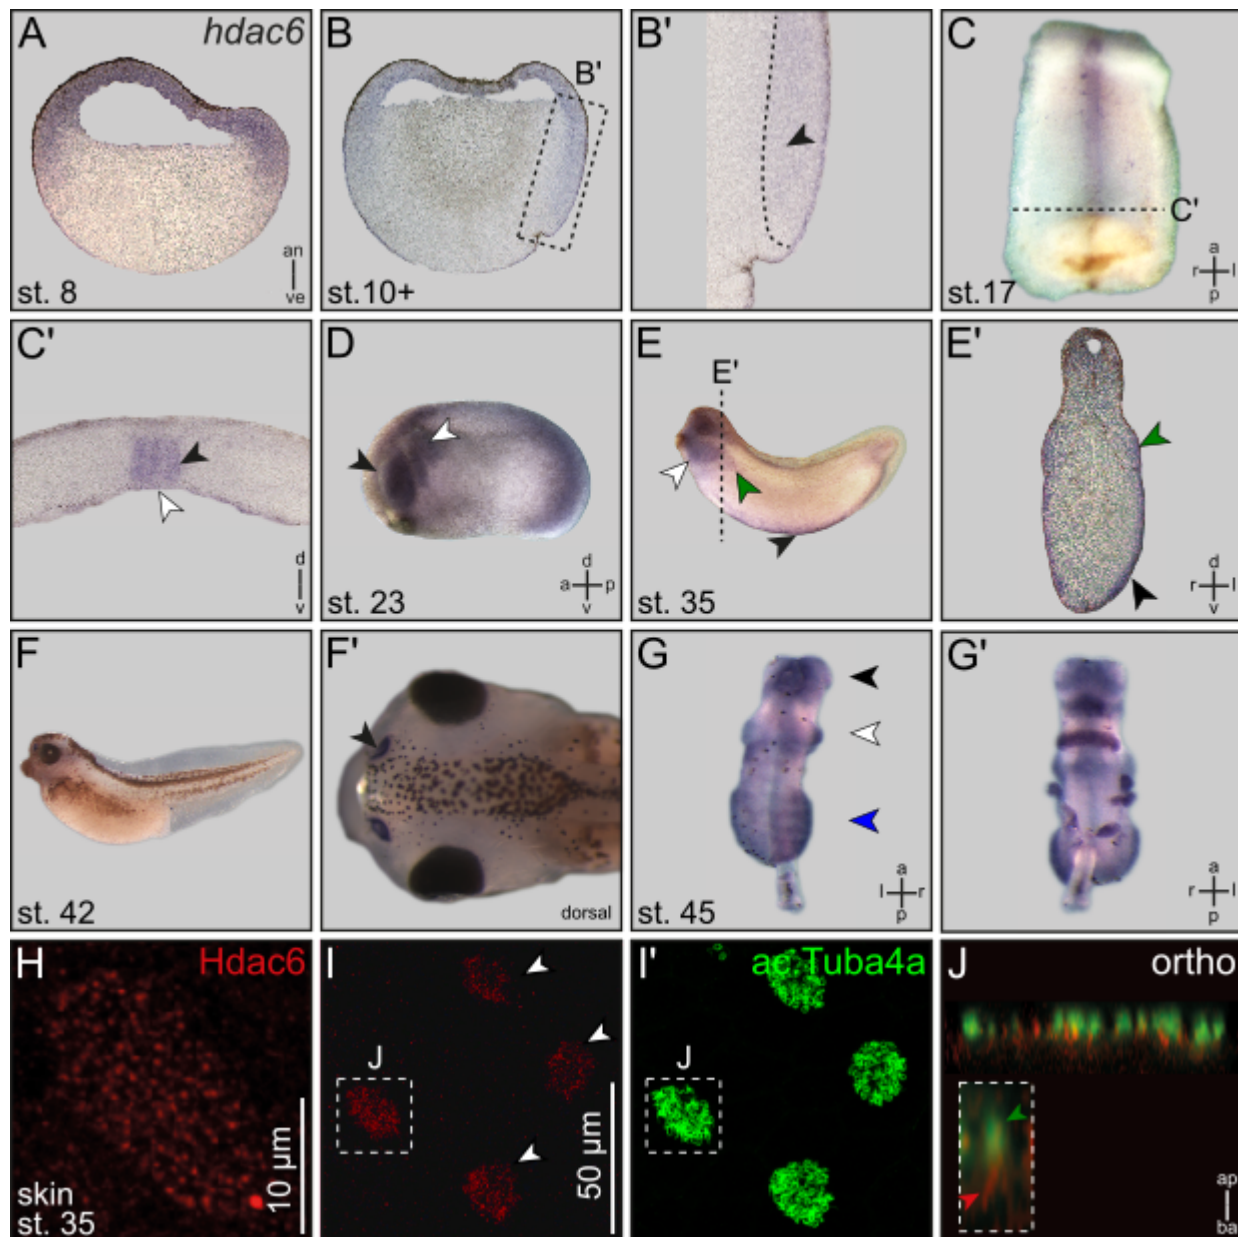 A
hdac6
an
ve
st. 8
B
B'
st.10+
B'
C
C'
a
r
l
p
st.17
C'
d
v
D
d
a
p
v
st. 23
E
E'
st. 35
E'
d
r
l
v
F
st. 42
F'
dorsal
G
a
l
r
p
st. 45
G'
a
r
l
p
H
Hdac6
skin
st. 35
10 µm
I
J
50 µm
I'
ac.Tuba4a
J
J
ortho
ap
ba